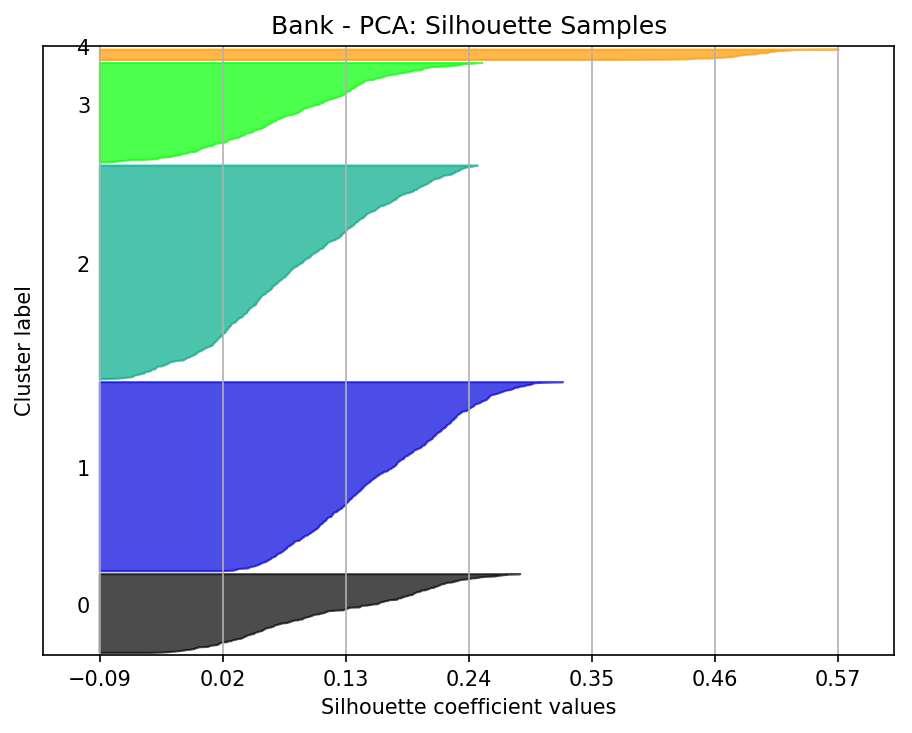 Bank - PCA: Silhouette Samples
4
3
2
1
0
Cluster label
−0.09 0.02 0.13 0.24 0.35 0.46 0.57
Silhouette coefficient values